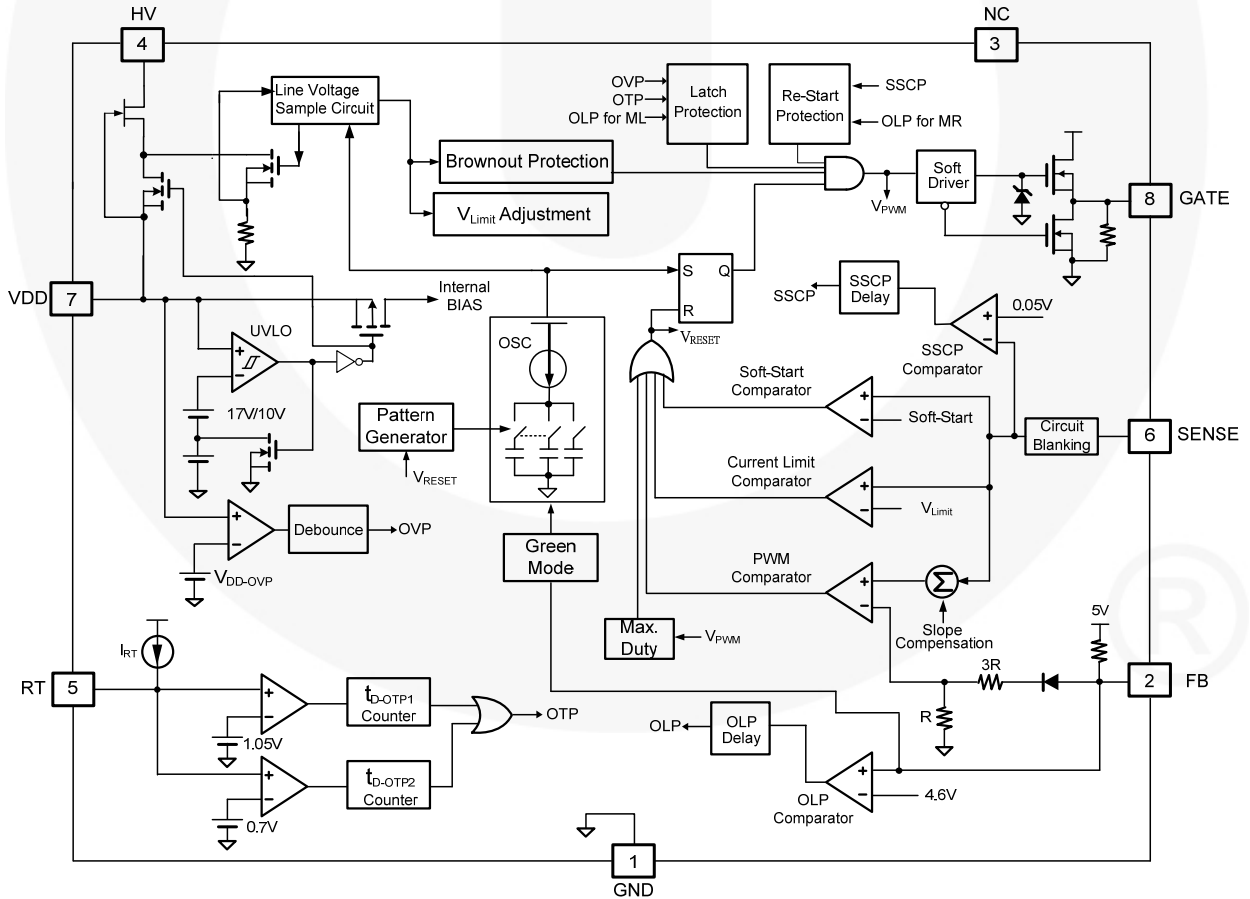 HV
4
NC
3
Line Voltage
Sample Circuit
OVP
OTP
OLP for ML
Latch
Protection
Re-Start
Protection
SSCP
OLP for MR
Brownout Protection
VLimit Adjustment
VPWM
Soft
Driver
8
GATE
VDD
7
Internal
BIAS
UVLO
+
−
17V/10V
S
Q
R
VRESET
SSCP
SSCP
Delay
0.05V
+
−
SSCP
Comparator
OSC
Pattern
Generator
VRESET
Soft-Start
Comparator
+
−
Soft-Start
Circuit
Blanking
6
SENSE
Current Limit
Comparator
+
−
VLimit
+
−
Debounce
OVP
VDD-OVP
Green
Mode
PWM
Comparator
+
−
Σ
Slope
Compensation
Max.
Duty
VPWM
5V
IRT
RT
5
3R
R
2
FB
®
+
−
1.05V
tD-OTP1
Counter
OTP
+
−
0.7V
tD-OTP2
Counter
OLP
OLP
Delay
+
−
4.6V
OLP
Comparator
1
GND